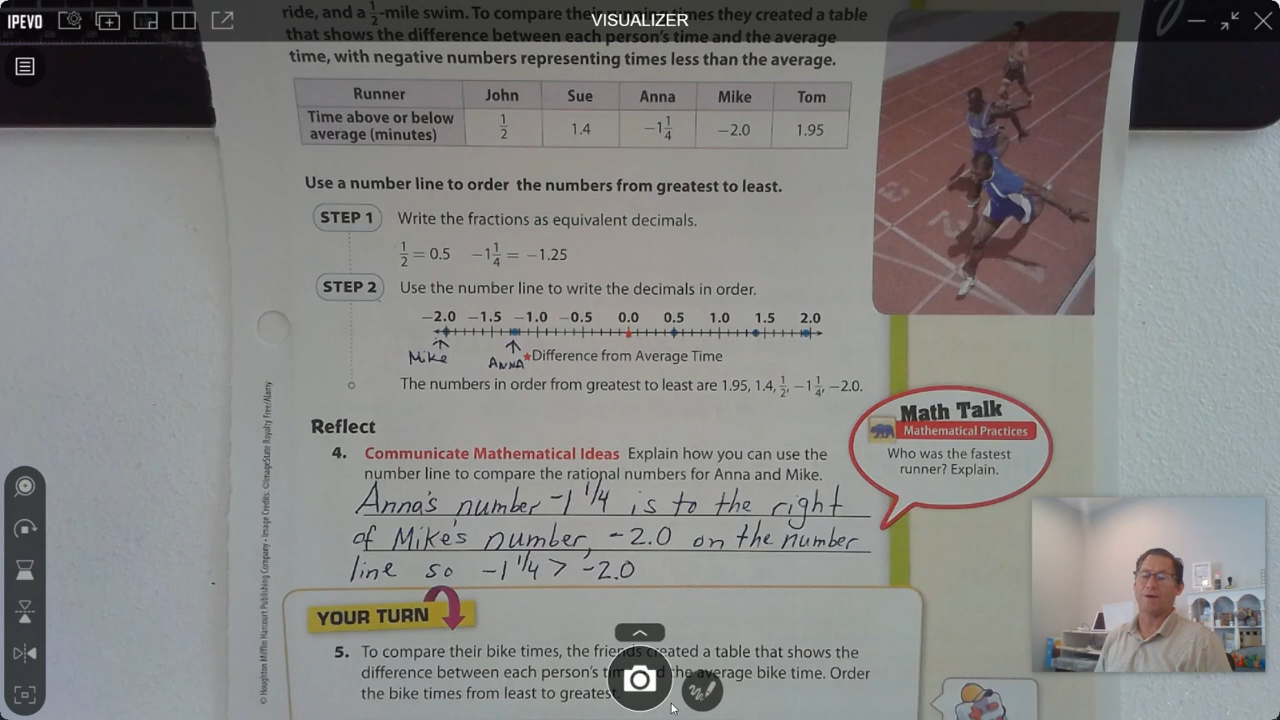 IPEVO
VISUALIZER
ride, and a 1/2-mile swim. To compare their running times they created a table
that shows the difference between each person's time and the average
time, with negative numbers representing times less than the average.
Runner John Sue Anna Mike Tom
Time above or below
average (minutes) 1/2 1.4 −1 1/4 −2.0 1.95
Use a number line to order the numbers from greatest to least.
STEP 1 Write the fractions as equivalent decimals.
1/2 = 0.5 −1 1/4 = −1.25
STEP 2 Use the number line to write the decimals in order.
−2.0 −1.5 −1.0 −0.5 0.0 0.5 1.0 1.5 2.0
Mike ANNA *Difference from Average Time
The numbers in order from greatest to least are 1.95, 1.4, 1/2, −1 1/4, −2.0.
Reflect
4. Communicate Mathematical Ideas Explain how you can use the
number line to compare the rational numbers for Anna and Mike.
Anna's number -1 1/4 is to the right
of Mike's number, -2.0 on the number
line so -1 1/4 > -2.0
Math Talk
Mathematical Practices
Who was the fastest
runner? Explain.
YOUR TURN
5. To compare their bike times, the friends created a table that shows the
difference between each person's the average bike time. Order
the bike times from least to greatest
© Houghton Mifflin Harcourt Publishing Company • Image Credits: ©ImageState Royalty Free/Alamy